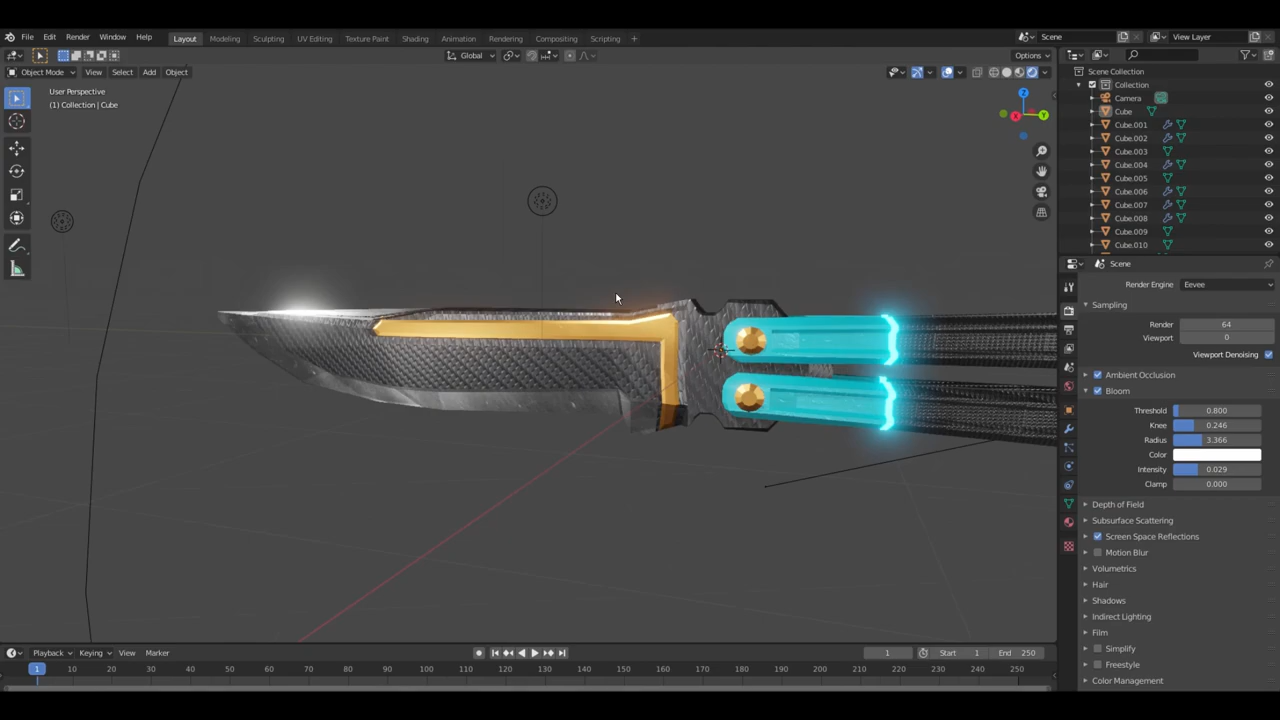 File Edit Render Window Help
Layout Modeling Sculpting UV Editing Texture Paint Shading Animation Rendering Compositing Scripting +
Scene
View Layer
Global
Options
Object Mode View Select Add Object
User Perspective
(1) Collection | Cube
Z
X
Y
Scene Collection
Collection
Camera
Cube
Cube.001
Cube.002
Cube.003
Cube.004
Cube.005
Cube.006
Cube.007
Cube.008
Cube.009
Cube.010
Scene
Render Engine Eevee
Sampling
Render 64
Viewport 0
Viewport Denoising
Ambient Occlusion
Bloom
Threshold 0.800
Knee 0.246
Radius 3.366
Color
Intensity 0.029
Clamp 0.000
Depth of Field
Subsurface Scattering
Screen Space Reflections
Motion Blur
Volumetrics
Hair
Shadows
Indirect Lighting
Film
Simplify
Freestyle
Color Management
Playback Keying View Marker
1 Start 1 End 250
1 10 20 30 40 50 60 70 80 90 100 110 120 130 140 150 160 170 180 190 200 210 220 230 240 250